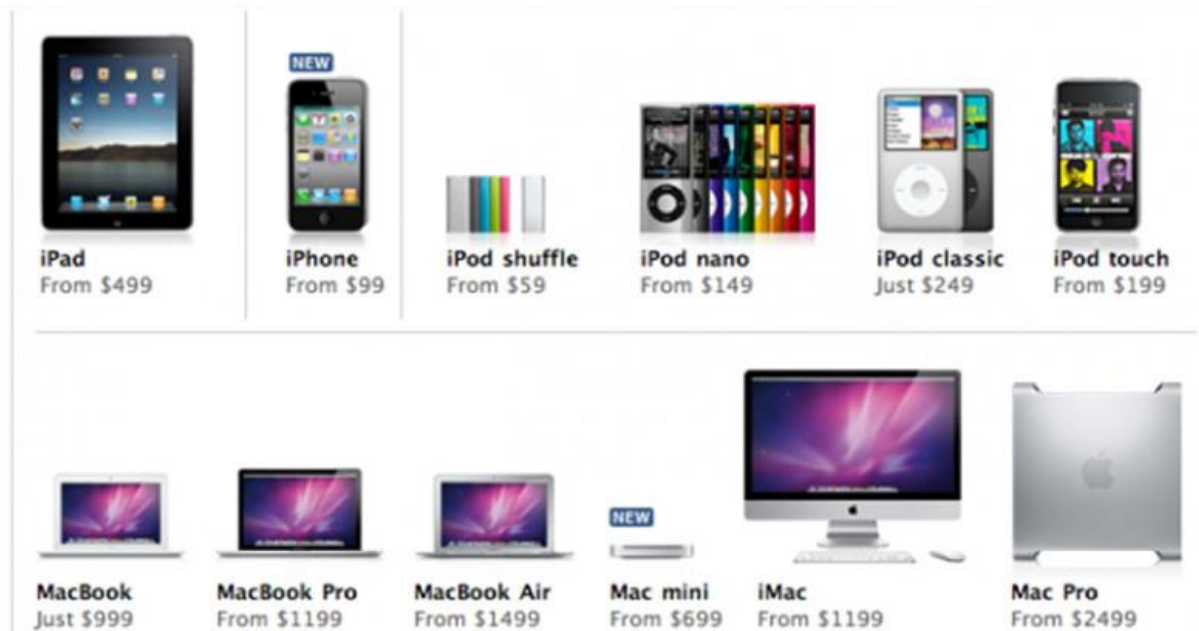 NEW
iPad
From $499
iPhone
From $99
iPod shuffle
From $59
iPod nano
From $149
iPod classic
Just $249
iPod touch
From $199
NEW
MacBook
Just $999
MacBook Pro
From $1199
MacBook Air
From $1499
Mac mini
From $699
iMac
From $1199
Mac Pro
From $2499